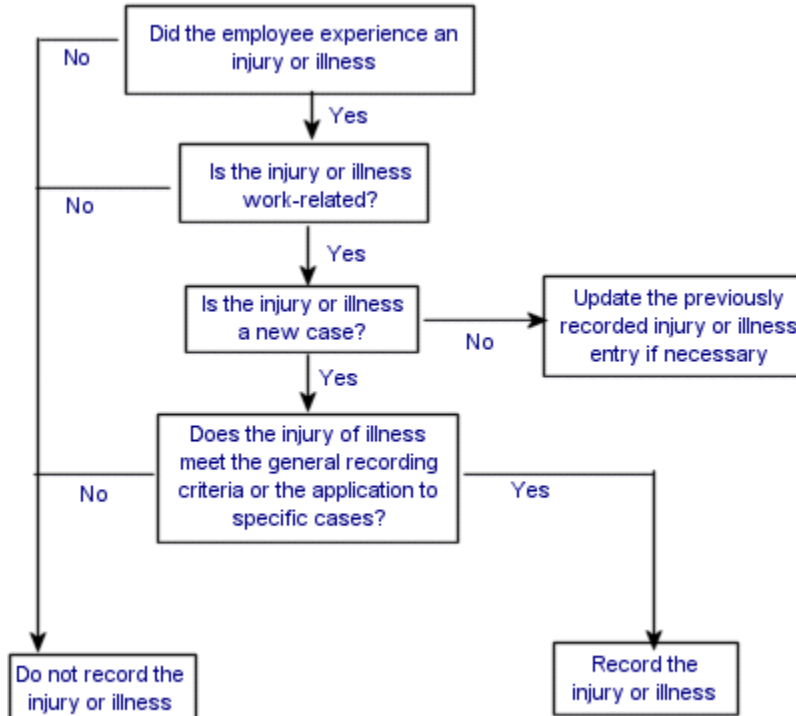 Did the employee experience an
injury or illness
No
Yes
Is the injury or illness
work-related?
No
Yes
Is the injury or illness
a new case?
No
Update the previously
recorded injury or illness
entry if necessary
Yes
Does the injury of illness
meet the general recording
criteria or the application to
specific cases?
No
Yes
Do not record the
injury or illness
Record the
injury or illness